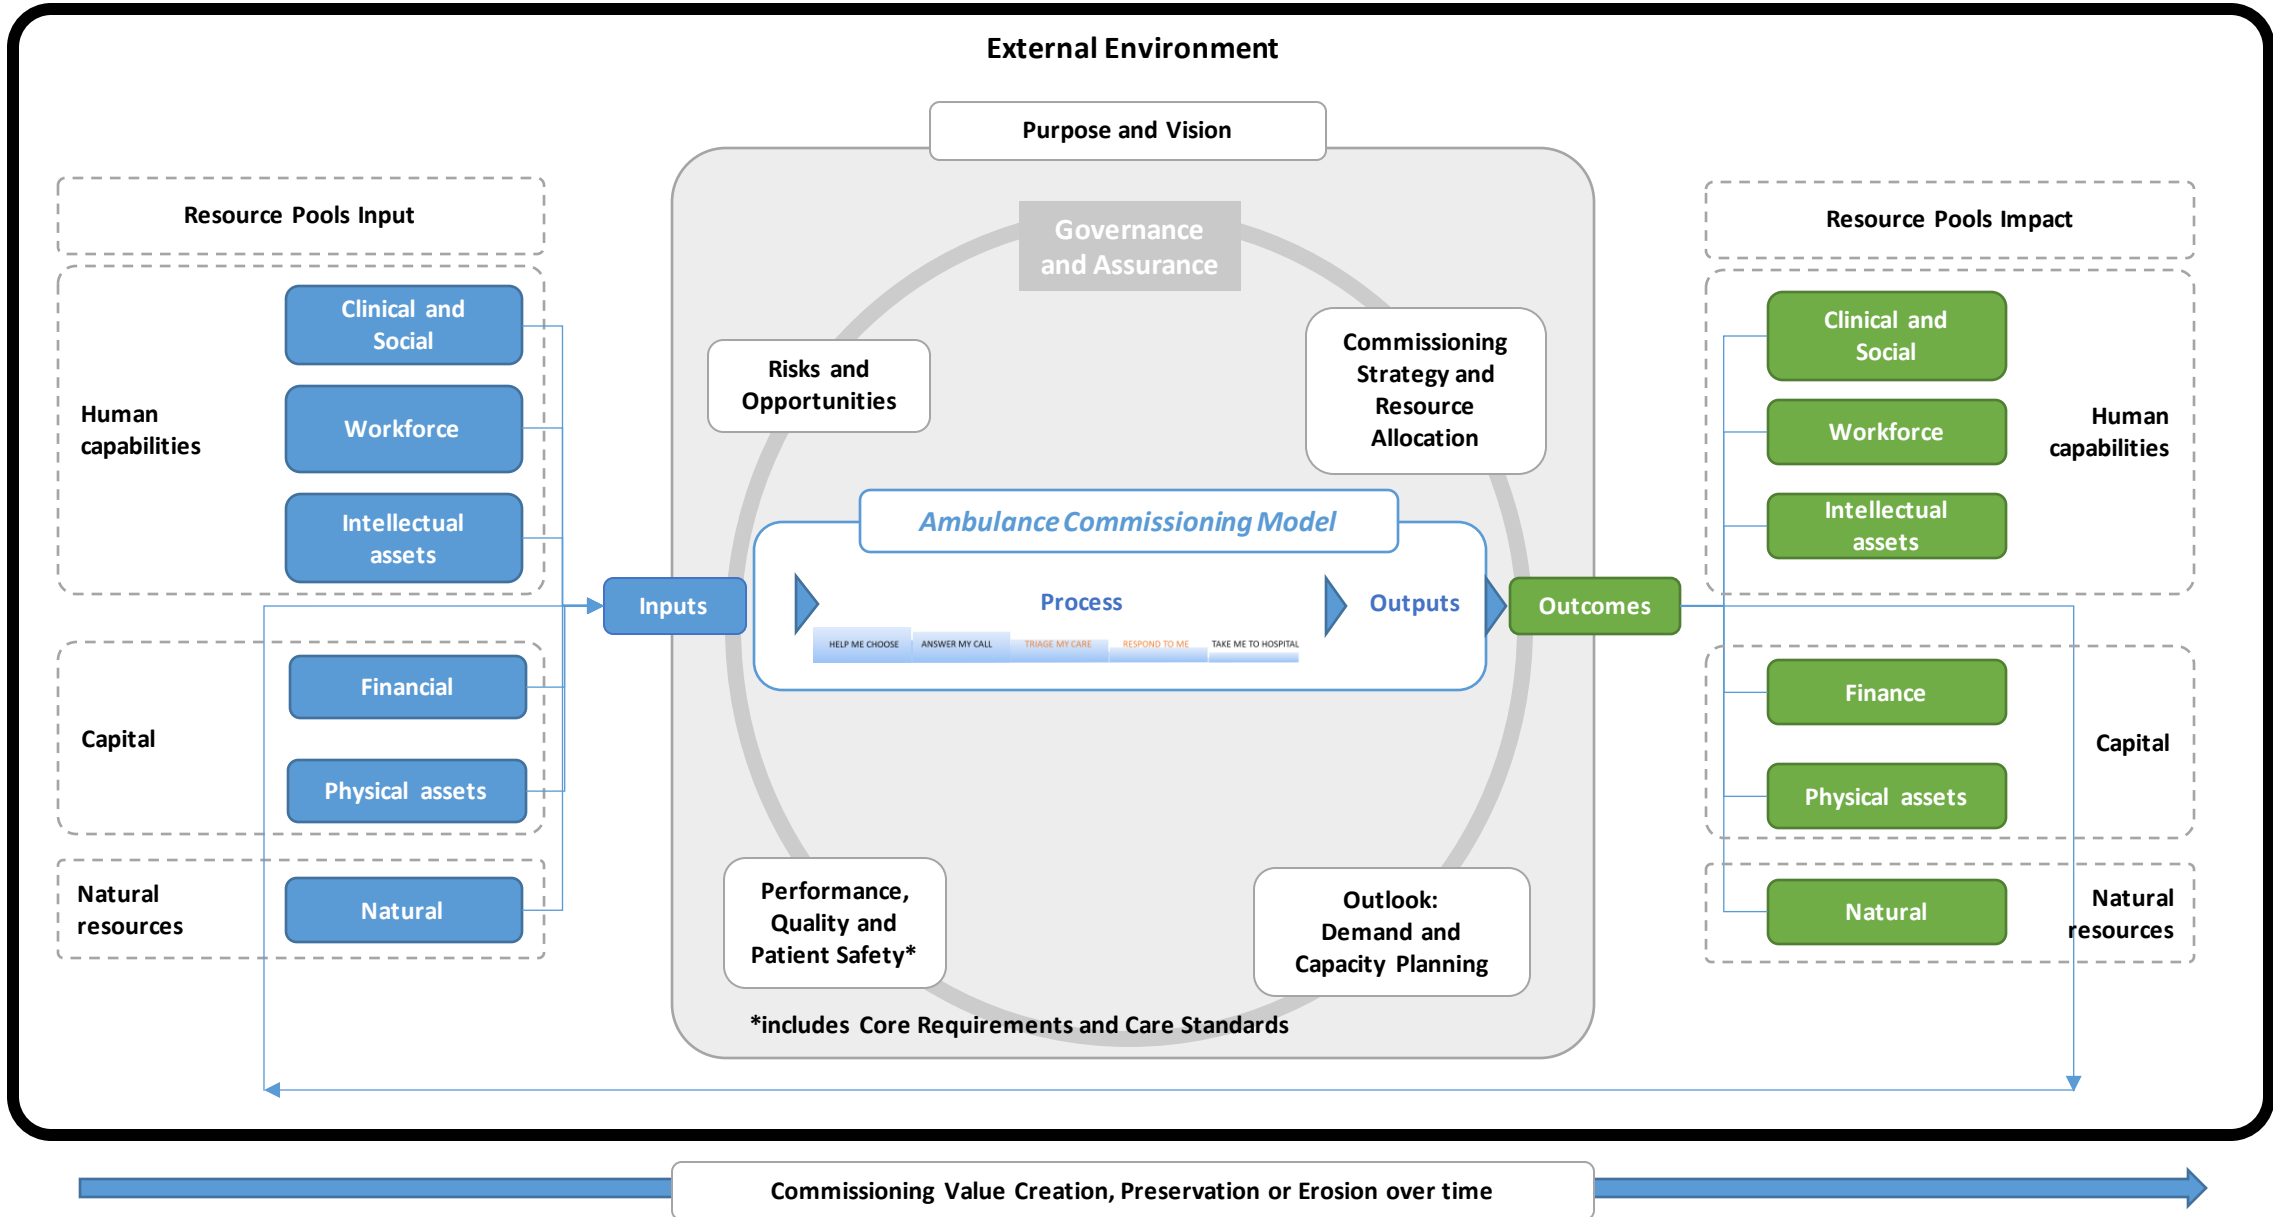 External Environment
Purpose and Vision
Resource Pools Input
Clinical and
Social
Human
capabilities
Workforce
Intellectual
assets
Capital
Financial
Physical assets
Natural
resources
Natural
Inputs
Governance
and Assurance
Risks and
Opportunities
Commissioning
Strategy and
Resource
Allocation
Ambulance Commissioning Model
Process
Outputs
HELP ME CHOOSE
ANSWER MY CALL
TRIAGE MY CARE
RESPOND TO ME
TAKE ME TO HOSPITAL
Performance,
Quality and
Patient Safety*
Outlook:
Demand and
Capacity Planning
*includes Core Requirements and Care Standards
Outcomes
Resource Pools Impact
Clinical and
Social
Workforce
Human
capabilities
Intellectual
assets
Finance
Capital
Physical assets
Natural
Natural
resources
Commissioning Value Creation, Preservation or Erosion over time